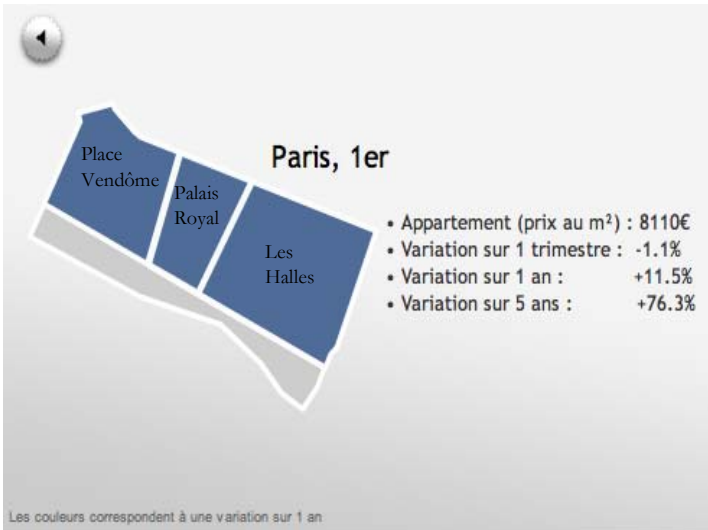 Paris, 1er
Place
Vendôme
Palais
Royal
Les
Halles
• Appartement (prix au m²) : 8110€
• Variation sur 1 trimestre : -1.1%
• Variation sur 1 an : +11.5%
• Variation sur 5 ans : +76.3%
Les couleurs correspondent à une variation sur 1 an